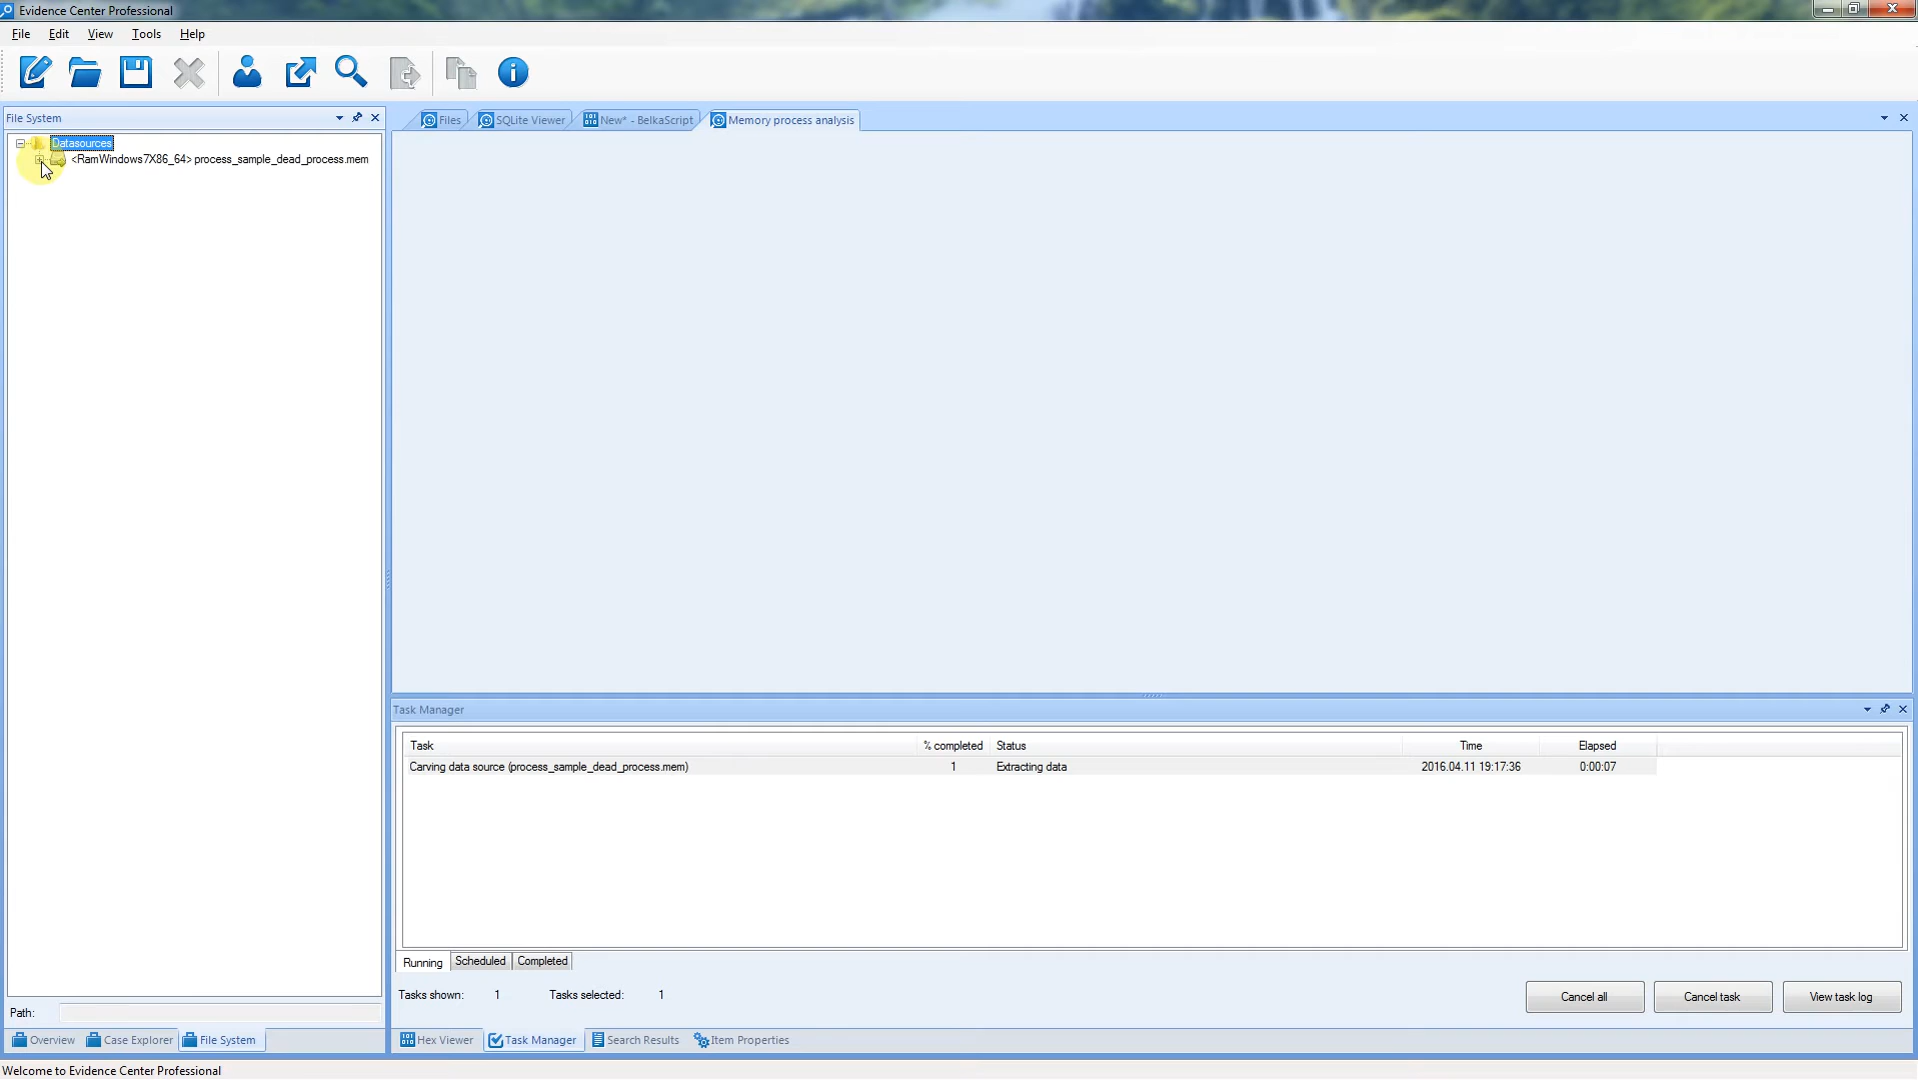 Evidence Center Professional
File Edit View Tools Help
File System
Datasources
<RamWindows7X86_64> process_sample_dead_process.mem
Path:
Overview Case Explorer File System
Files SQLite Viewer New* - BelkaScript Memory process analysis
Task Manager
Task % completed Status Time Elapsed
Carving data source (process_sample_dead_process.mem) 1 Extracting data 2016.04.11 19:17:36 0:00:07
Running Scheduled Completed
Tasks shown: 1 Tasks selected: 1
Cancel all Cancel task View task log
Hex Viewer Task Manager Search Results Item Properties
Welcome to Evidence Center Professional